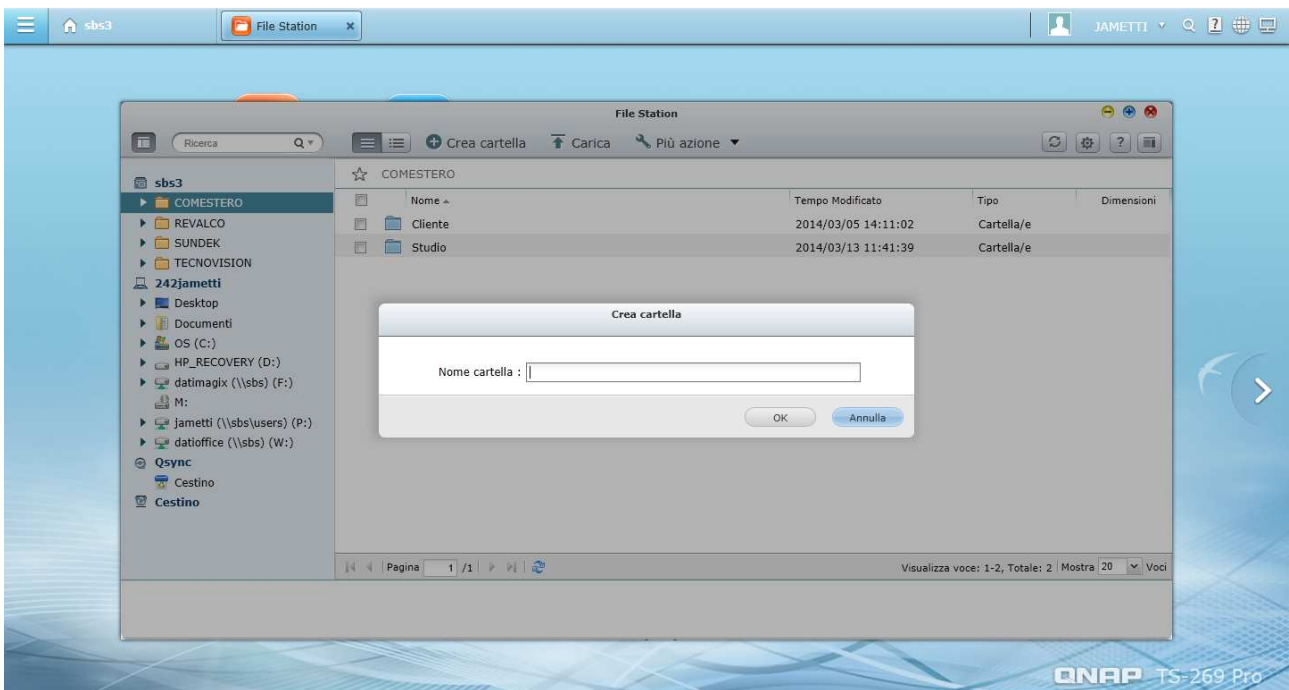 sbs3
File Station
JAMETTI
File Station
Ricerca
Crea cartella
Carica
Più azione
sbs3
COMESTERO
REVALCO
SUNDEK
TECNOVISION
242jametti
Desktop
Documenti
OS (C:)
HP_RECOVERY (D:)
datimagix (\\sbs) (F:)
M:
jametti (\\sbs\users) (P:)
datioffice (\\sbs) (W:)
Qsync
Cestino
Cestino
COMESTERO
Nome Tempo Modificato Tipo Dimensioni
Cliente 2014/03/05 14:11:02 Cartella/e
Studio 2014/03/13 11:41:39 Cartella/e
Crea cartella
Nome cartella :
OK Annulla
Pagina 1 /1 Visualizza voce: 1-2, Totale: 2 Mostra 20 Voci
QNAP TS-269 Pro